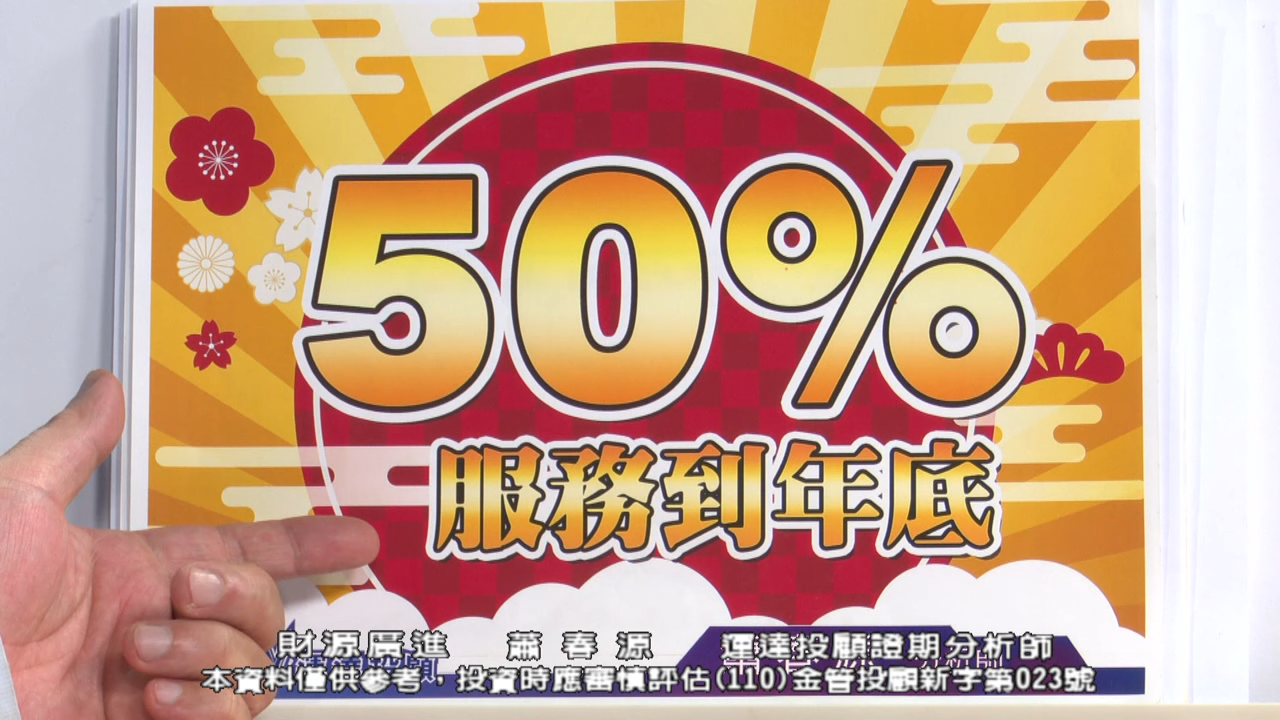 50%
服務到年底
財源廣進 蕭春源 運達投顧證期分析師
本資料僅供參考，投資時應審慎評估(110)金管投顧新字第023號